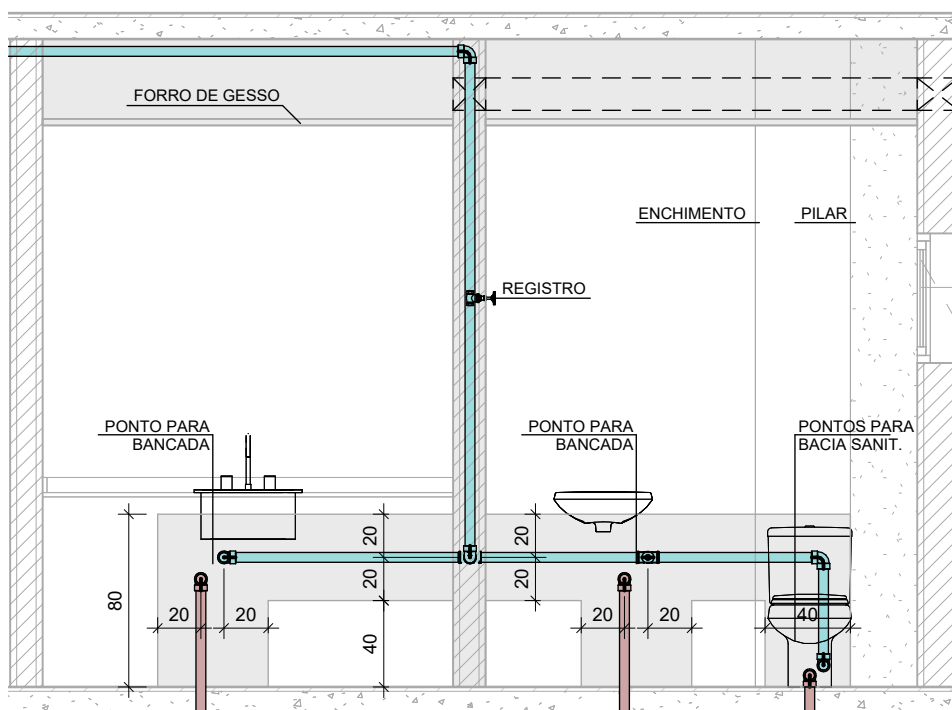 FORRO DE GESSO
ENCHIMENTO
PILAR
REGISTRO
PONTO PARA
BANCADA
PONTO PARA
BANCADA
PONTOS PARA
BACIA SANIT.
20
20
20
20
80
20
20
40
20
20
40